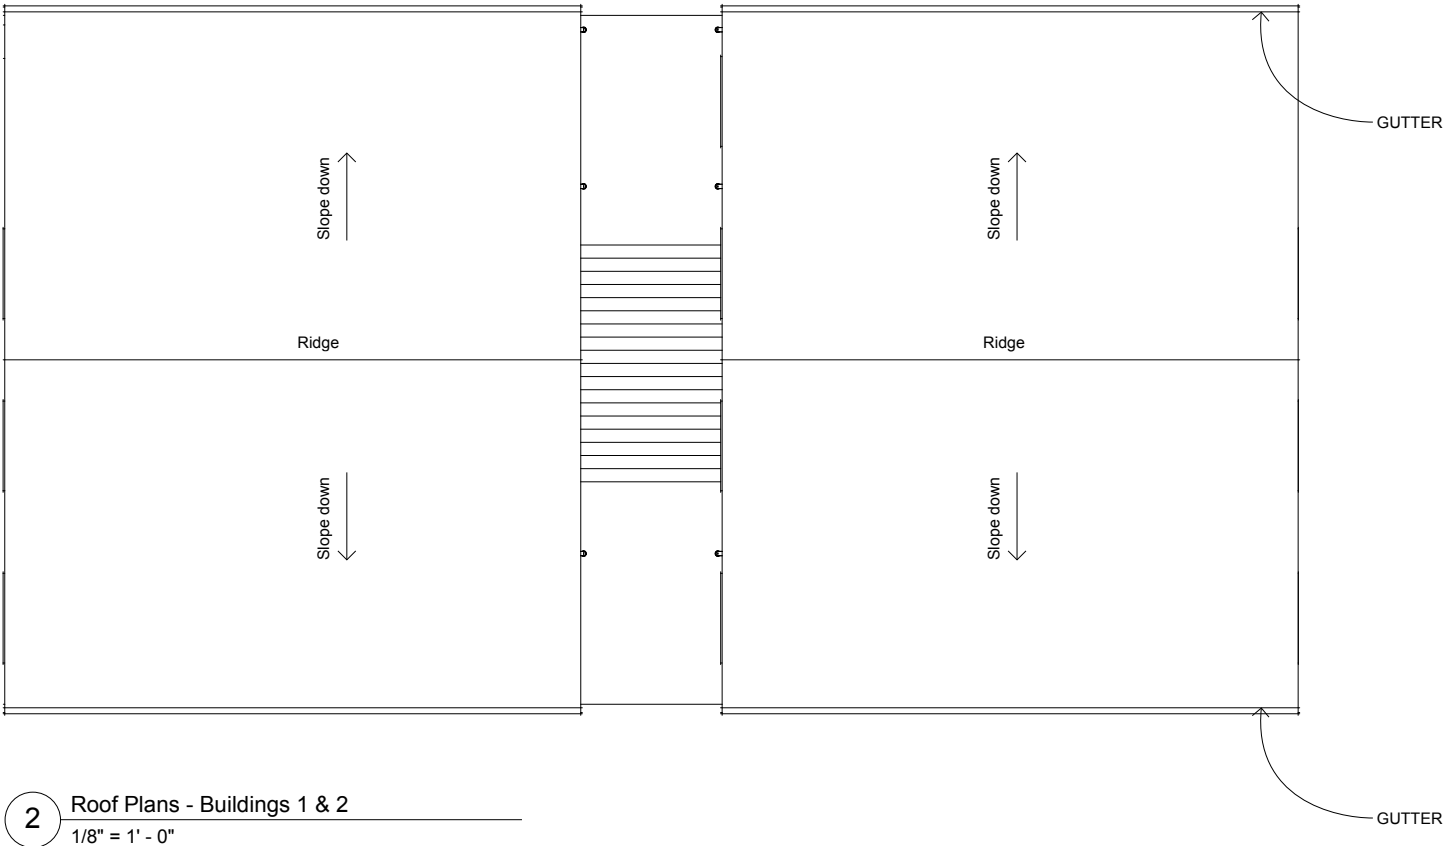 GUTTER
Slope down
Slope down
Ridge
Ridge
Slope down
Slope down
GUTTER
2
Roof Plans - Buildings 1 & 2
1/8" = 1' - 0"